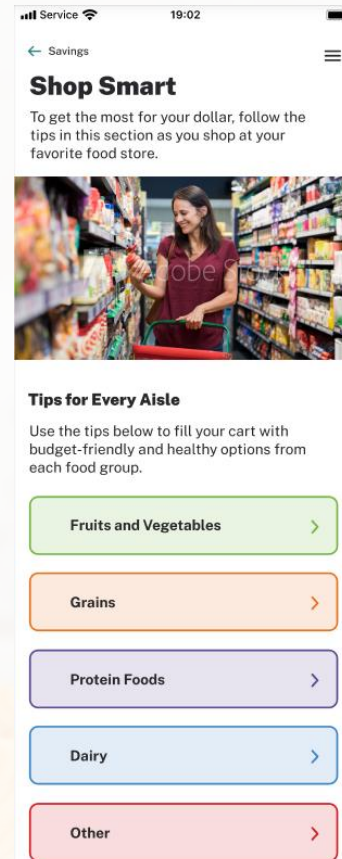 Service 19:02
Savings
Shop Smart
To get the most for your dollar, follow the
tips in this section as you shop at your
favorite food store.
Tips for Every Aisle
Use the tips below to fill your cart with
budget-friendly and healthy options from
each food group.
Fruits and Vegetables
Grains
Protein Foods
Dairy
Other